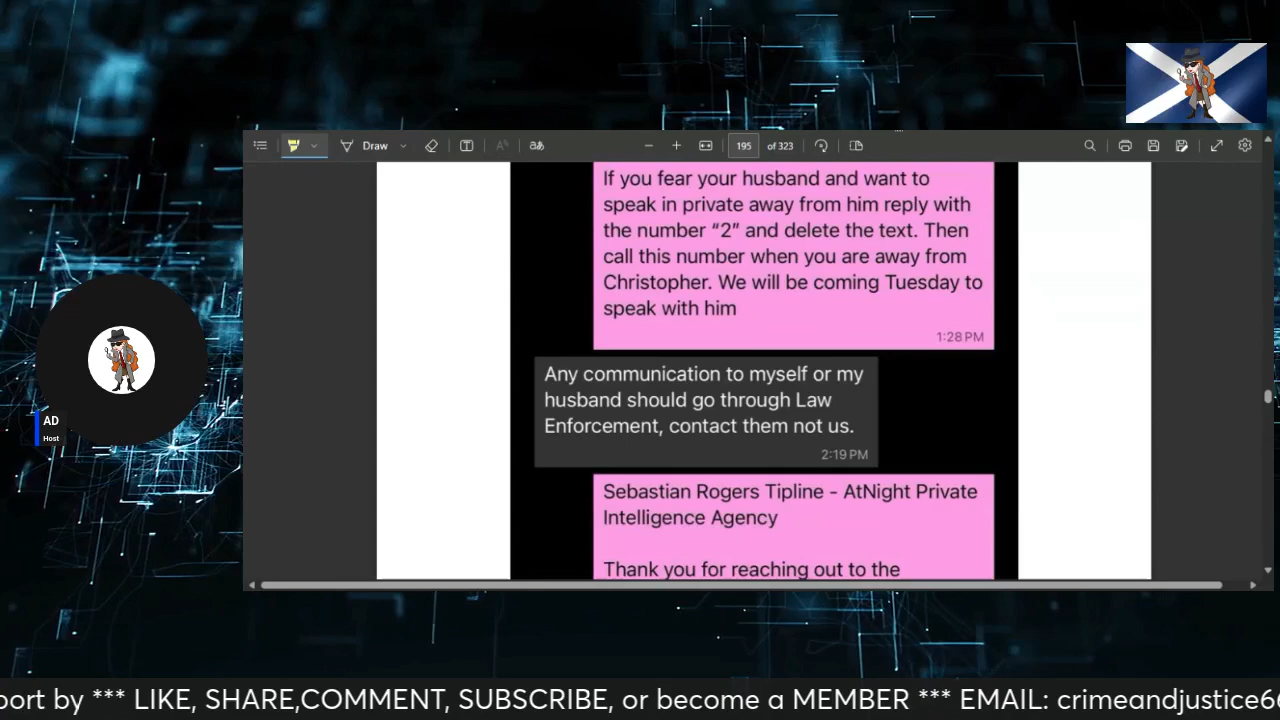 Draw
195 of 323
If you fear your husband and want to
speak in private away from him reply with
the number “2” and delete the text. Then
call this number when you are away from
Christopher. We will be coming Tuesday to
speak with him
1:28 PM
Any communication to myself or my
husband should go through Law
Enforcement, contact them not us.
2:19 PM
Sebastian Rogers Tipline - AtNight Private
Intelligence Agency
Thank you for reaching out to the
AD
Host
port by *** LIKE, SHARE,COMMENT, SUBSCRIBE, or become a MEMBER *** EMAIL: crimeandjustice6